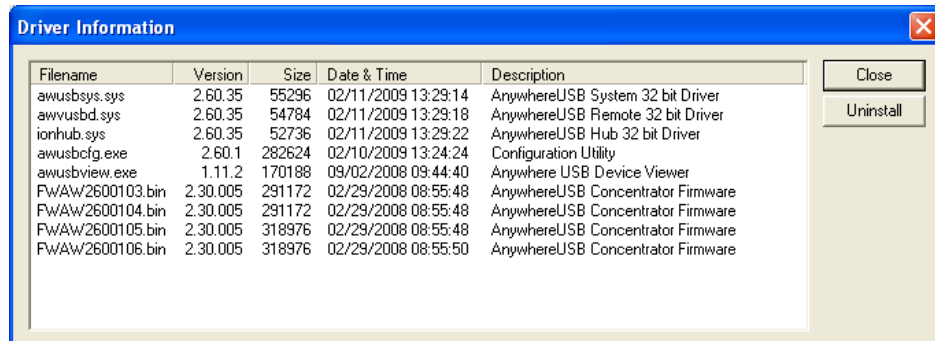 Driver Information
Filename Version Size Date & Time Description
awusbsys.sys 2.60.35 55296 02/11/2009 13:29:14 AnywhereUSB System 32 bit Driver
awvusbd.sys 2.60.35 54784 02/11/2009 13:29:18 AnywhereUSB Remote 32 bit Driver
ionhub.sys 2.60.35 52736 02/11/2009 13:29:22 AnywhereUSB Hub 32 bit Driver
awusbcfg.exe 2.60.1 282624 02/10/2009 13:24:24 Configuration Utility
awusbview.exe 1.11.2 170188 09/02/2008 09:44:40 Anywhere USB Device Viewer
FWAW2600103.bin 2.30.005 291172 02/29/2008 08:55:48 AnywhereUSB Concentrator Firmware
FWAW2600104.bin 2.30.005 291172 02/29/2008 08:55:48 AnywhereUSB Concentrator Firmware
FWAW2600105.bin 2.30.005 318976 02/29/2008 08:55:48 AnywhereUSB Concentrator Firmware
FWAW2600106.bin 2.30.005 318976 02/29/2008 08:55:50 AnywhereUSB Concentrator Firmware
Close
Uninstall